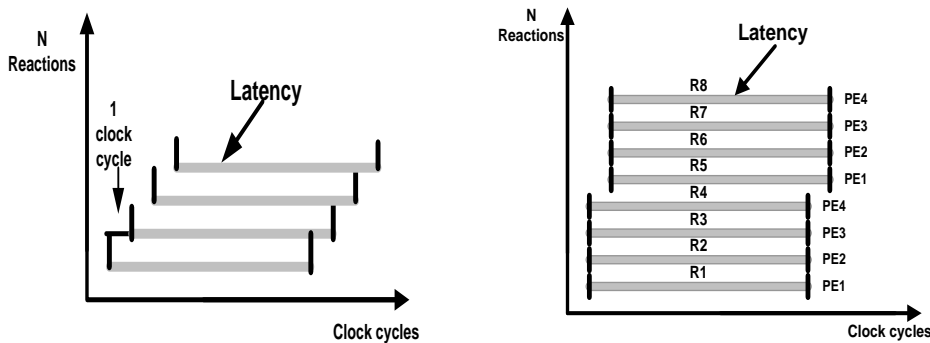 N
Reactions
Latency
1
clock
cycle
Clock cycles
N
Reactions
Latency
R8
PE4
R7
PE3
R6
PE2
R5
PE1
R4
PE4
R3
PE3
R2
PE2
R1
PE1
Clock cycles